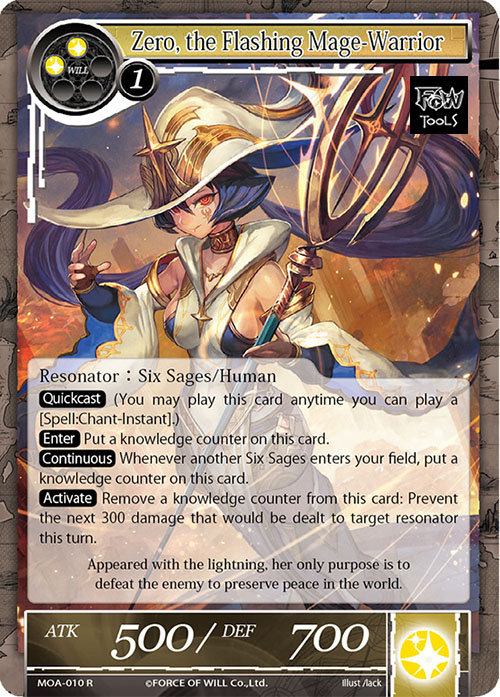 Zero, the Flashing Mage-Warrior
WILL
1
FOW
TOOLS
Resonator : Six Sages/Human
Quickcast (You may play this card anytime you can play a
[Spell:Chant-Instant].)
Enter Put a knowledge counter on this card.
Continuous Whenever another Six Sages enters your field, put a
knowledge counter on this card.
Activate Remove a knowledge counter from this card: Prevent
the next 300 damage that would be dealt to target resonator
this turn.
Appeared with the lightning, her only purpose is to
defeat the enemy to preserve peace in the world.
ATK 500/ DEF 700
MOA-010 R ©FORCE OF WILL Co.,Ltd. Illust /lack